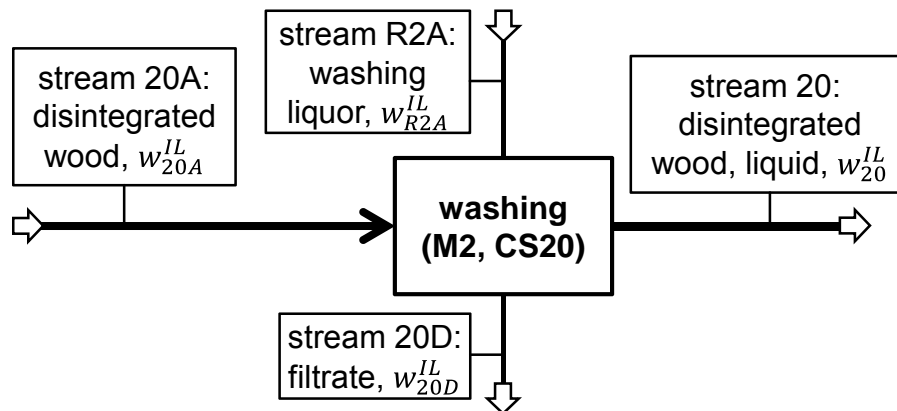 stream R2A:
washing
liquor, $w_{R2A}^{IL}$
stream 20A:
disintegrated
wood, $w_{20A}^{IL}$
stream 20:
disintegrated
wood, liquid, $w_{20}^{IL}$
washing
(M2, CS20)
stream 20D:
filtrate, $w_{20D}^{IL}$